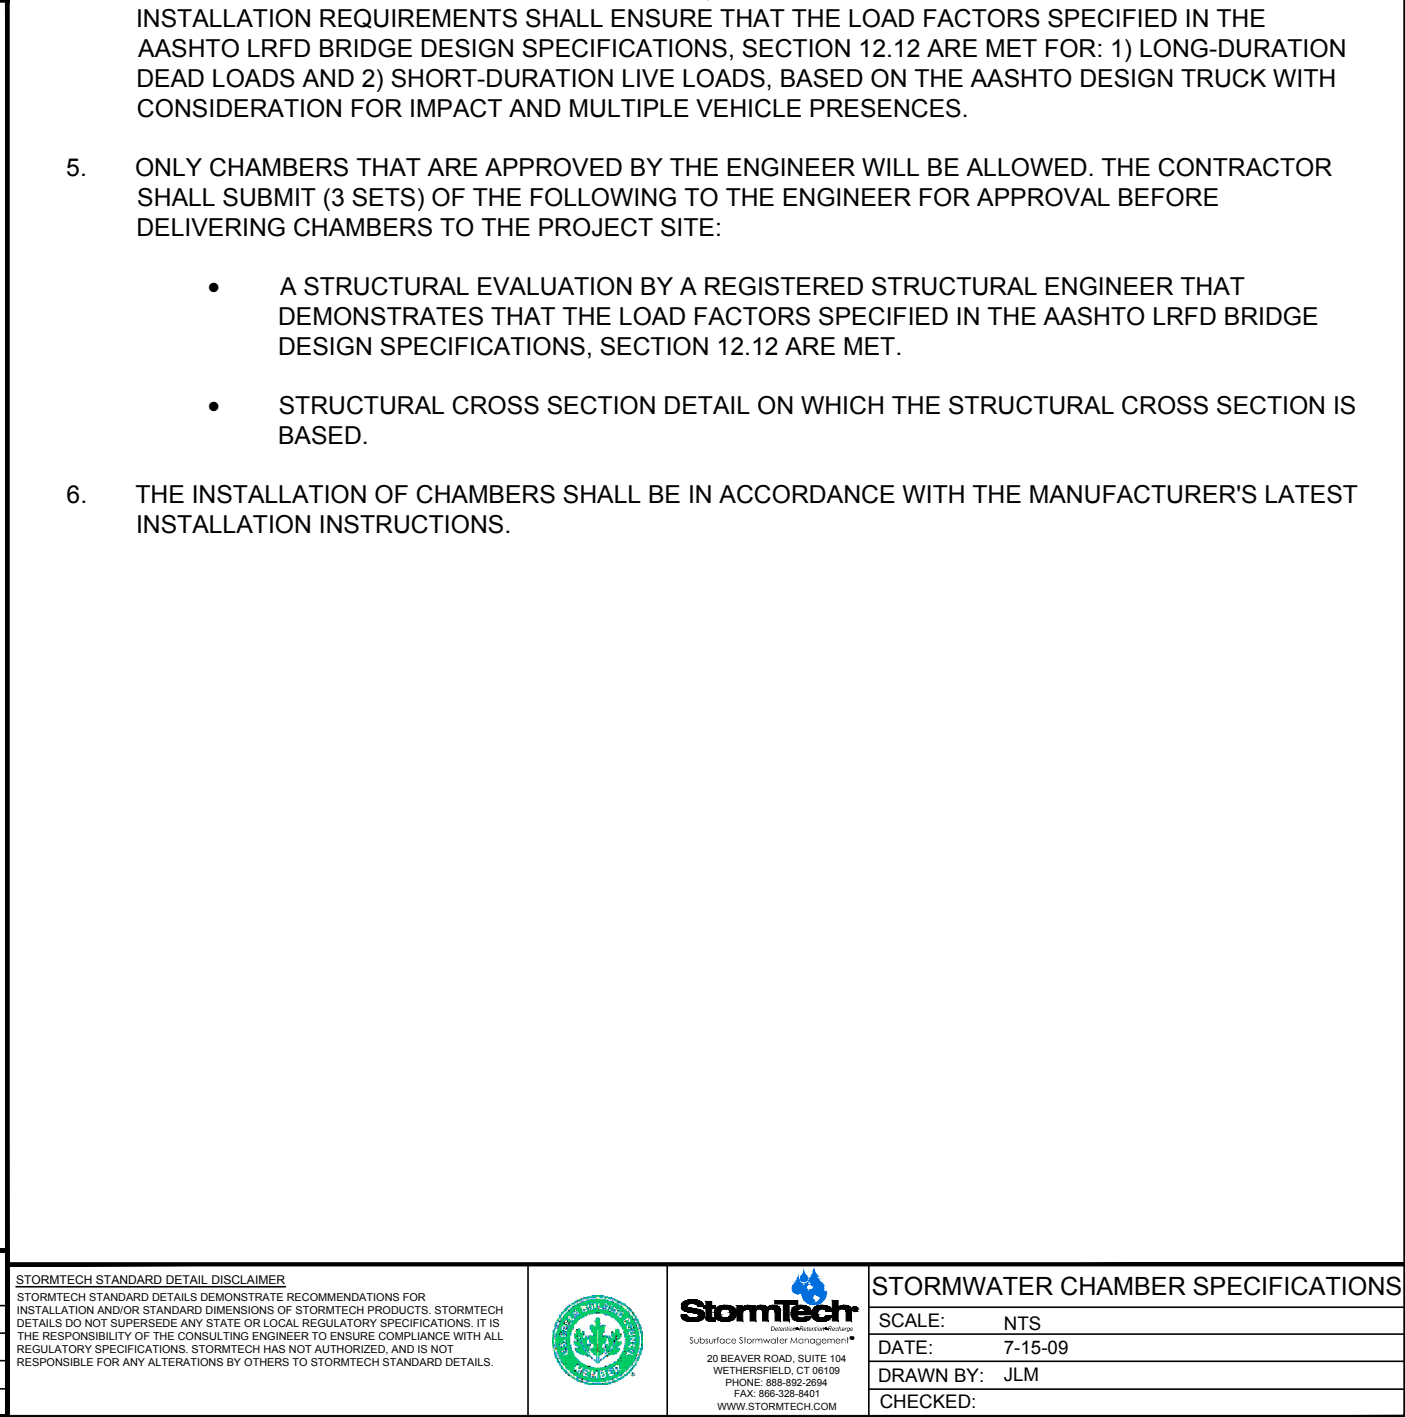 INSTALLATION REQUIREMENTS SHALL ENSURE THAT THE LOAD FACTORS SPECIFIED IN THE
AASHTO LRFD BRIDGE DESIGN SPECIFICATIONS, SECTION 12.12 ARE MET FOR: 1) LONG-DURATION
DEAD LOADS AND 2) SHORT-DURATION LIVE LOADS, BASED ON THE AASHTO DESIGN TRUCK WITH
CONSIDERATION FOR IMPACT AND MULTIPLE VEHICLE PRESENCES.
5. ONLY CHAMBERS THAT ARE APPROVED BY THE ENGINEER WILL BE ALLOWED. THE CONTRACTOR
SHALL SUBMIT (3 SETS) OF THE FOLLOWING TO THE ENGINEER FOR APPROVAL BEFORE
DELIVERING CHAMBERS TO THE PROJECT SITE:
• A STRUCTURAL EVALUATION BY A REGISTERED STRUCTURAL ENGINEER THAT
DEMONSTRATES THAT THE LOAD FACTORS SPECIFIED IN THE AASHTO LRFD BRIDGE
DESIGN SPECIFICATIONS, SECTION 12.12 ARE MET.
• STRUCTURAL CROSS SECTION DETAIL ON WHICH THE STRUCTURAL CROSS SECTION IS
BASED.
6. THE INSTALLATION OF CHAMBERS SHALL BE IN ACCORDANCE WITH THE MANUFACTURER'S LATEST
INSTALLATION INSTRUCTIONS.
STORMTECH STANDARD DETAIL DISCLAIMER
STORMTECH STANDARD DETAILS DEMONSTRATE RECOMMENDATIONS FOR
INSTALLATION AND/OR STANDARD DIMENSIONS OF STORMTECH PRODUCTS. STORMTECH
DETAILS DO NOT SUPERSEDE ANY STATE OR LOCAL REGULATORY SPECIFICATIONS. IT IS
THE RESPONSIBILITY OF THE CONSULTING ENGINEER TO ENSURE COMPLIANCE WITH ALL
REGULATORY SPECIFICATIONS. STORMTECH HAS NOT AUTHORIZED, AND IS NOT
RESPONSIBLE FOR ANY ALTERATIONS BY OTHERS TO STORMTECH STANDARD DETAILS.
MEMBER
StormTech
Detention•Retention•Recharge
Subsurface Stormwater Management
20 BEAVER ROAD, SUITE 104
WETHERSFIELD, CT 06109
PHONE: 888-892-2694
FAX: 866-328-8401
WWW.STORMTECH.COM
STORMWATER CHAMBER SPECIFICATIONS
SCALE: NTS
DATE: 7-15-09
DRAWN BY: JLM
CHECKED: